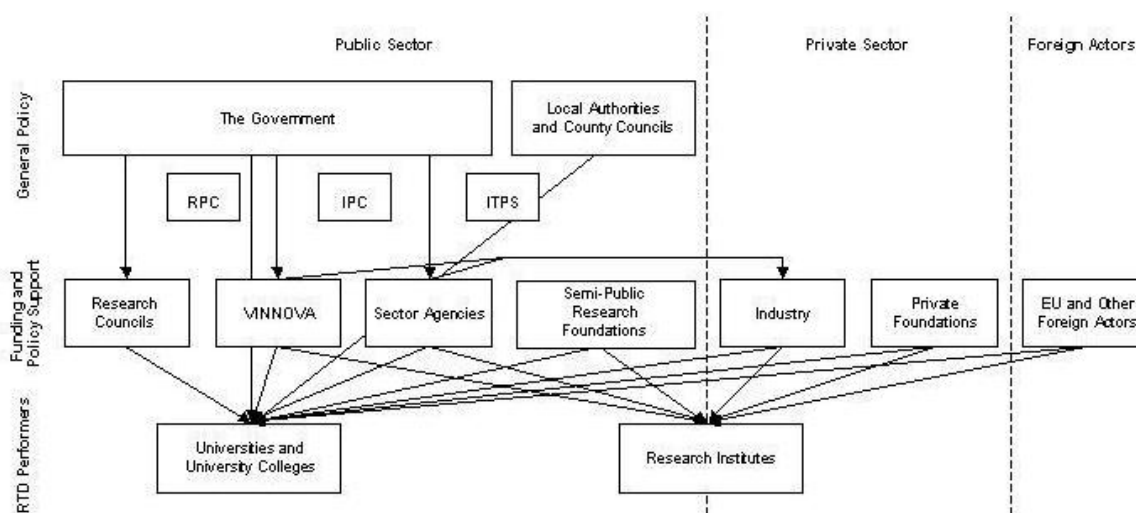 Public Sector
Private Sector
Foreign Actors
General Policy
The Government
Local Authorities
and County Councils
RPC
IPC
ITPS
Funding and
Policy Support
Research
Councils
VINNOVA
Sector Agencies
Semi-Public
Research
Foundations
Industry
Private
Foundations
EU and Other
Foreign Actors
RTD Performers
Universities and
University Colleges
Research Institutes